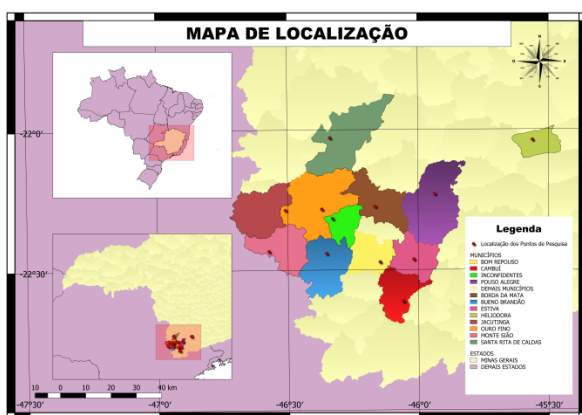 MAPA DE LOCALIZAÇÃO
N
-22°0'
-22°30'
Legenda
Localização dos Pontos de Pesquisa
MUNICÍPIOS
BOM REPOUSO
CAMBUÍ
INCONFIDENTES
POUSO ALEGRE
DEMAIS MUNICÍPIOS
BORDA DA MATA
BUENO BRANDÃO
ESTIVA
HELIODORA
JACUTINGA
OURO FINO
MONTE SIÃO
SANTA RITA DE CALDAS
ESTADOS
MINAS GERAIS
DEMAIS ESTADOS
10 0 10 20 30 40 km
-47°30' -47°0' -46°30' -46°0' -45°30'